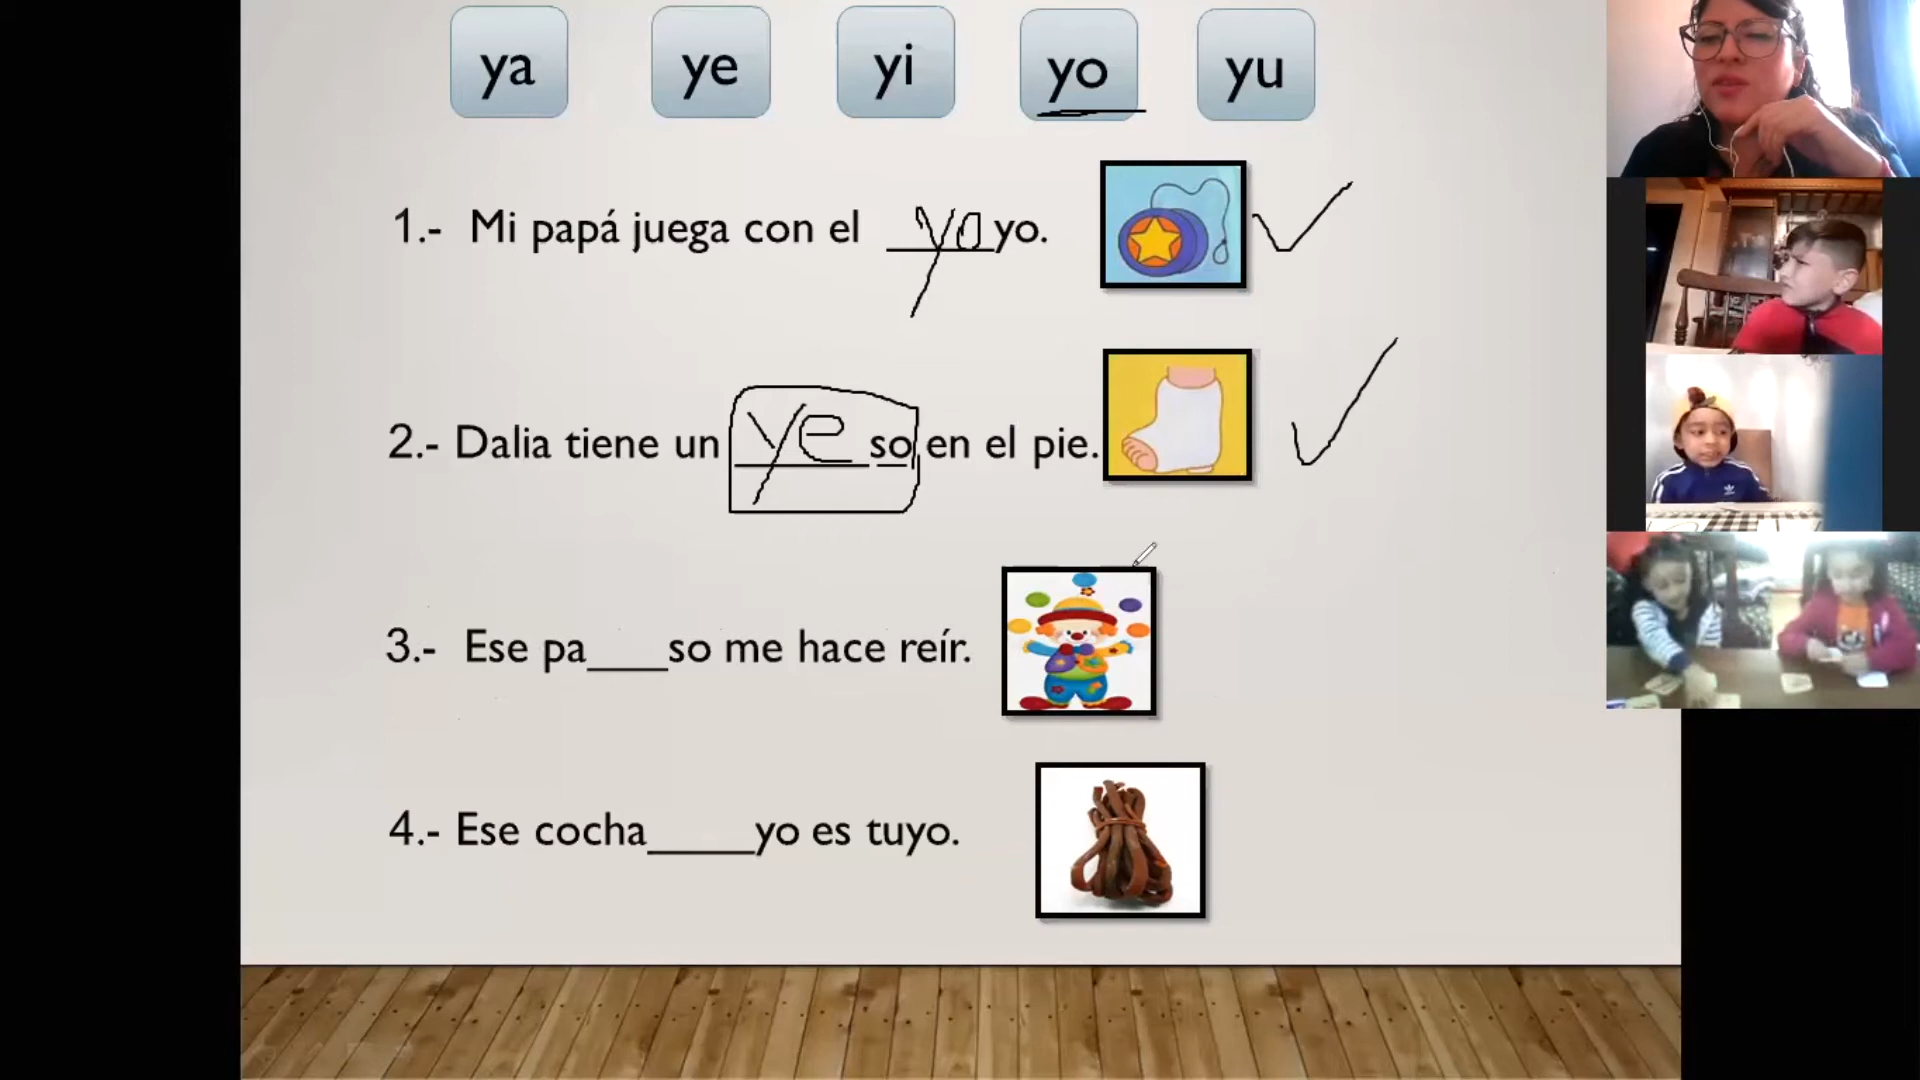 ya ye yi yo yu
1.- Mi papá juega con el yoyo.
2.- Dalia tiene un yeso en el pie.
3.- Ese pa____so me hace reír.
4.- Ese cocha_____yo es tuyo.